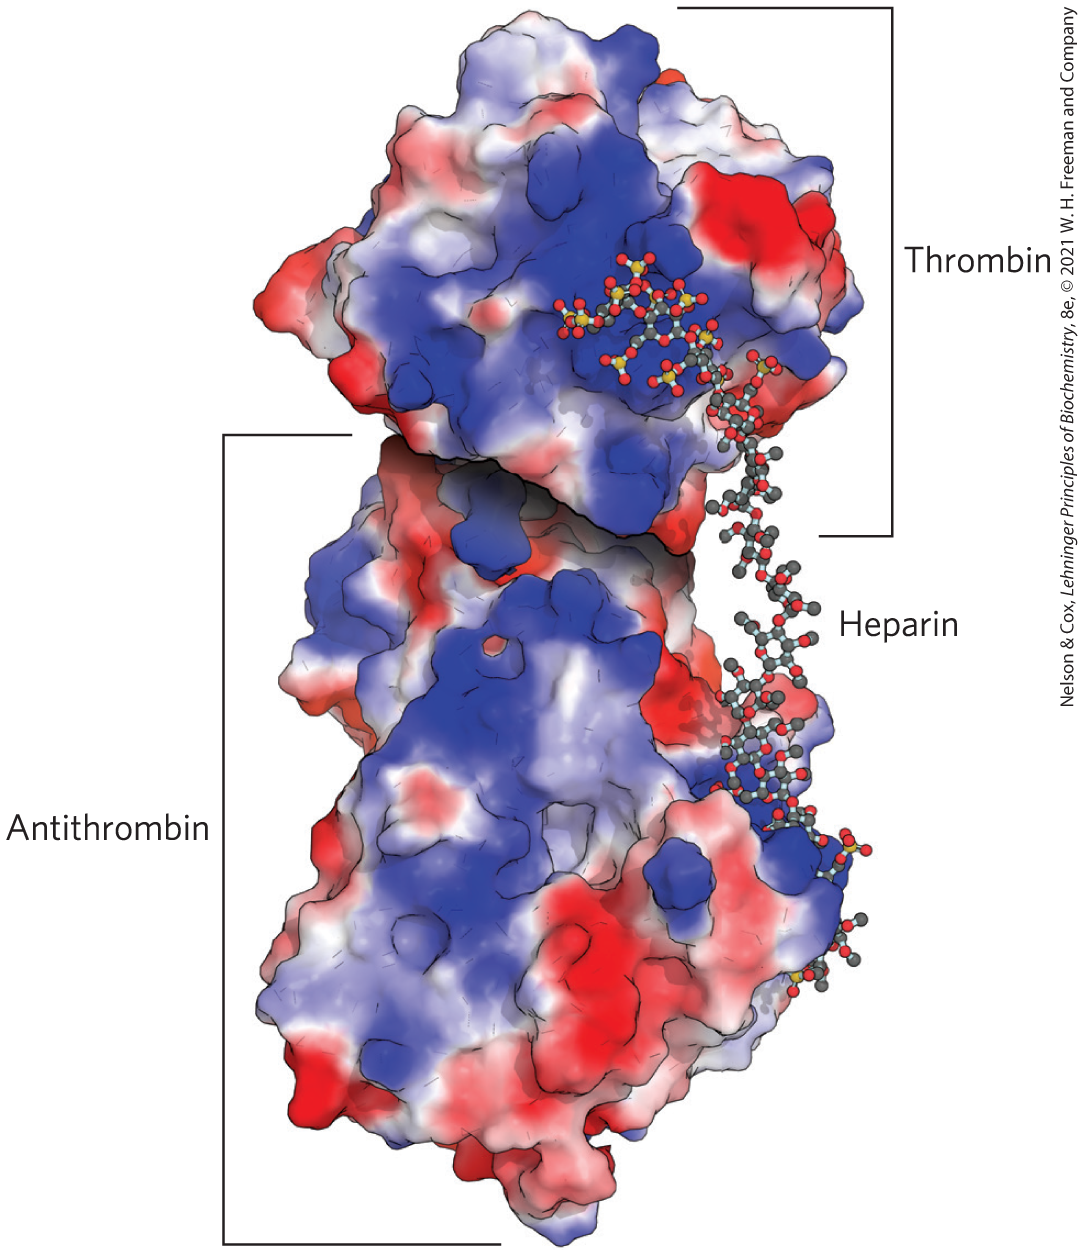 Thrombin
Heparin
Antithrombin
Nelson & Cox, Lehninger Principles of Biochemistry, 8e, © 2021 W. H. Freeman and Company